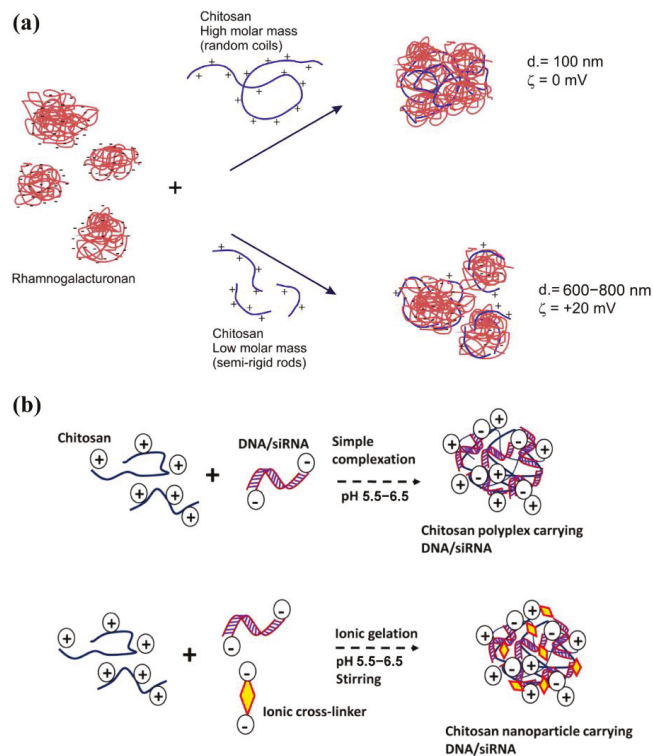 (a)
Chitosan
High molar mass
(random coils)
d.= 100 nm
ζ = 0 mV
+
Rhamnogalacturonan
Chitosan
Low molar mass
(semi-rigid rods)
d.= 600–800 nm
ζ = +20 mV
(b)
Chitosan
+
DNA/siRNA
Simple
complexation
pH 5.5–6.5
Chitosan polyplex carrying
DNA/siRNA
+
Ionic cross-linker
Ionic gelation
pH 5.5–6.5
Stirring
Chitosan nanoparticle carrying
DNA/siRNA